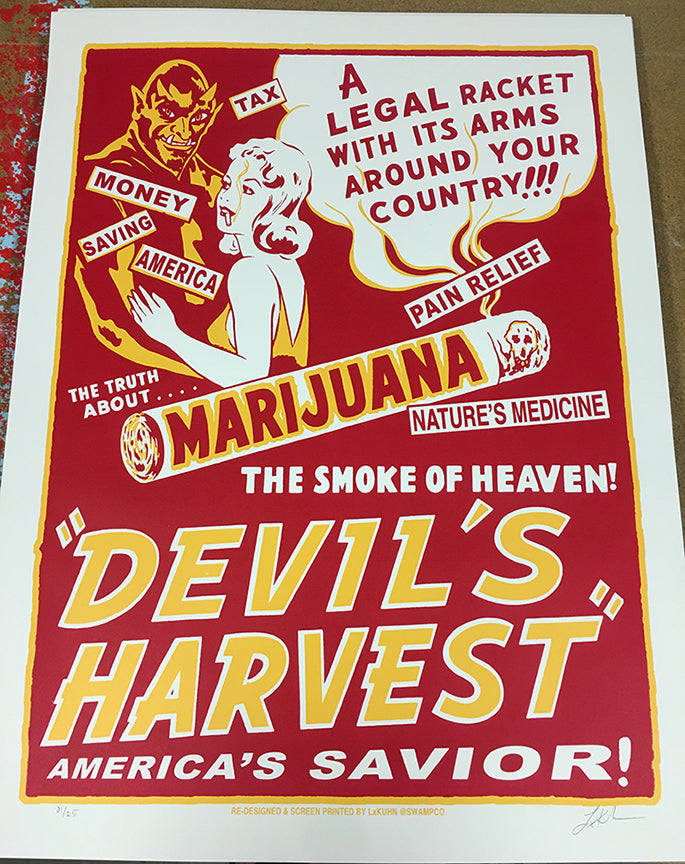 TAX
A
LEGAL RACKET
WITH ITS ARMS
AROUND YOUR
COUNTRY!!!
MONEY
SAVING
AMERICA
PAIN RELIEF
THE TRUTH
ABOUT....
MARIJUANA
NATURE'S MEDICINE
THE SMOKE OF HEAVEN!
"DEVIL'S
HARVEST"
AMERICA'S SAVIOR!
RE-DESIGNED & SCREEN PRINTED BY LxKUHN @SWAMPCO